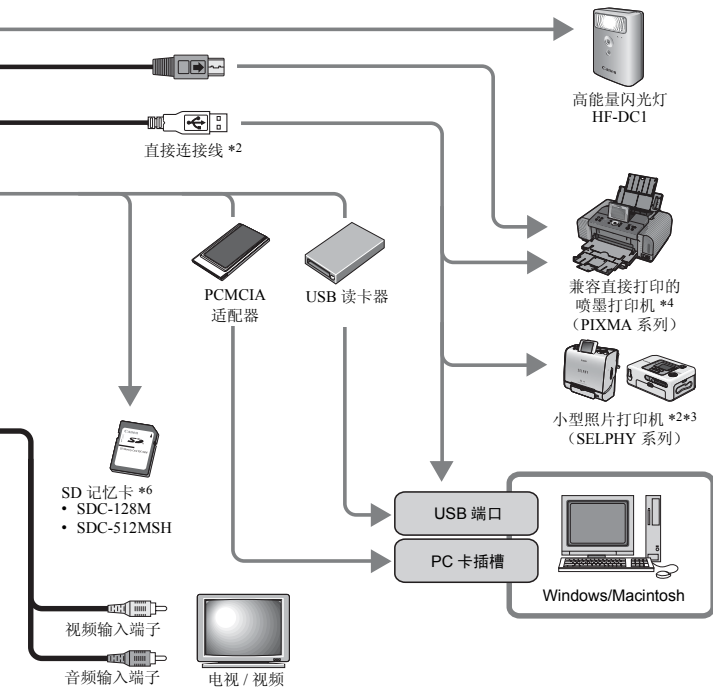 高能量闪光灯
HF-DC1
直接连接线 *2
PCMCIA
适配器
USB 读卡器
兼容直接打印的
喷墨打印机 *4
（PIXMA 系列）
小型照片打印机 *2*3
（SELPHY 系列）
SD 记忆卡 *6
• SDC-128M
• SDC-512MSH
USB 端口
PC 卡插槽
Windows/Macintosh
视频输入端子
音频输入端子
电视 / 视频
Canon
Canon
SD